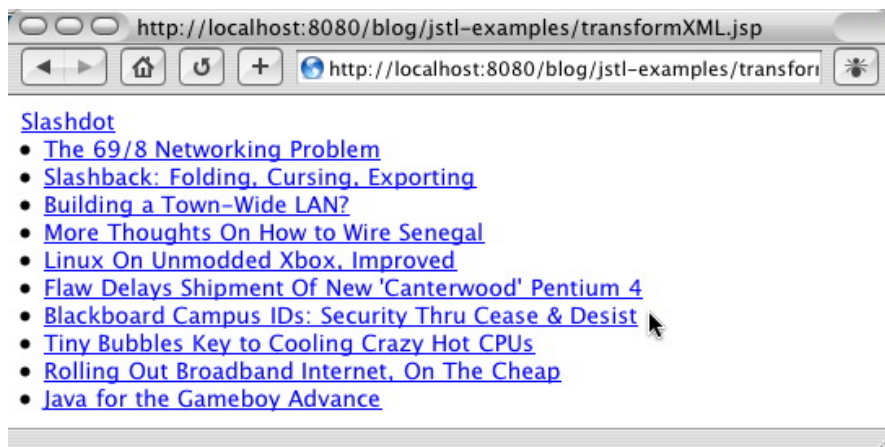 http://localhost:8080/blog/jstl-examples/transformXML.jsp
http://localhost:8080/blog/jstl-examples/transfor
Slashdot
• The 69/8 Networking Problem
• Slashback: Folding, Cursing, Exporting
• Building a Town-Wide LAN?
• More Thoughts On How to Wire Senegal
• Linux On Unmodded Xbox, Improved
• Flaw Delays Shipment Of New 'Canterwood' Pentium 4
• Blackboard Campus IDs: Security Thru Cease & Desist
• Tiny Bubbles Key to Cooling Crazy Hot CPUs
• Rolling Out Broadband Internet, On The Cheap
• Java for the Gameboy Advance